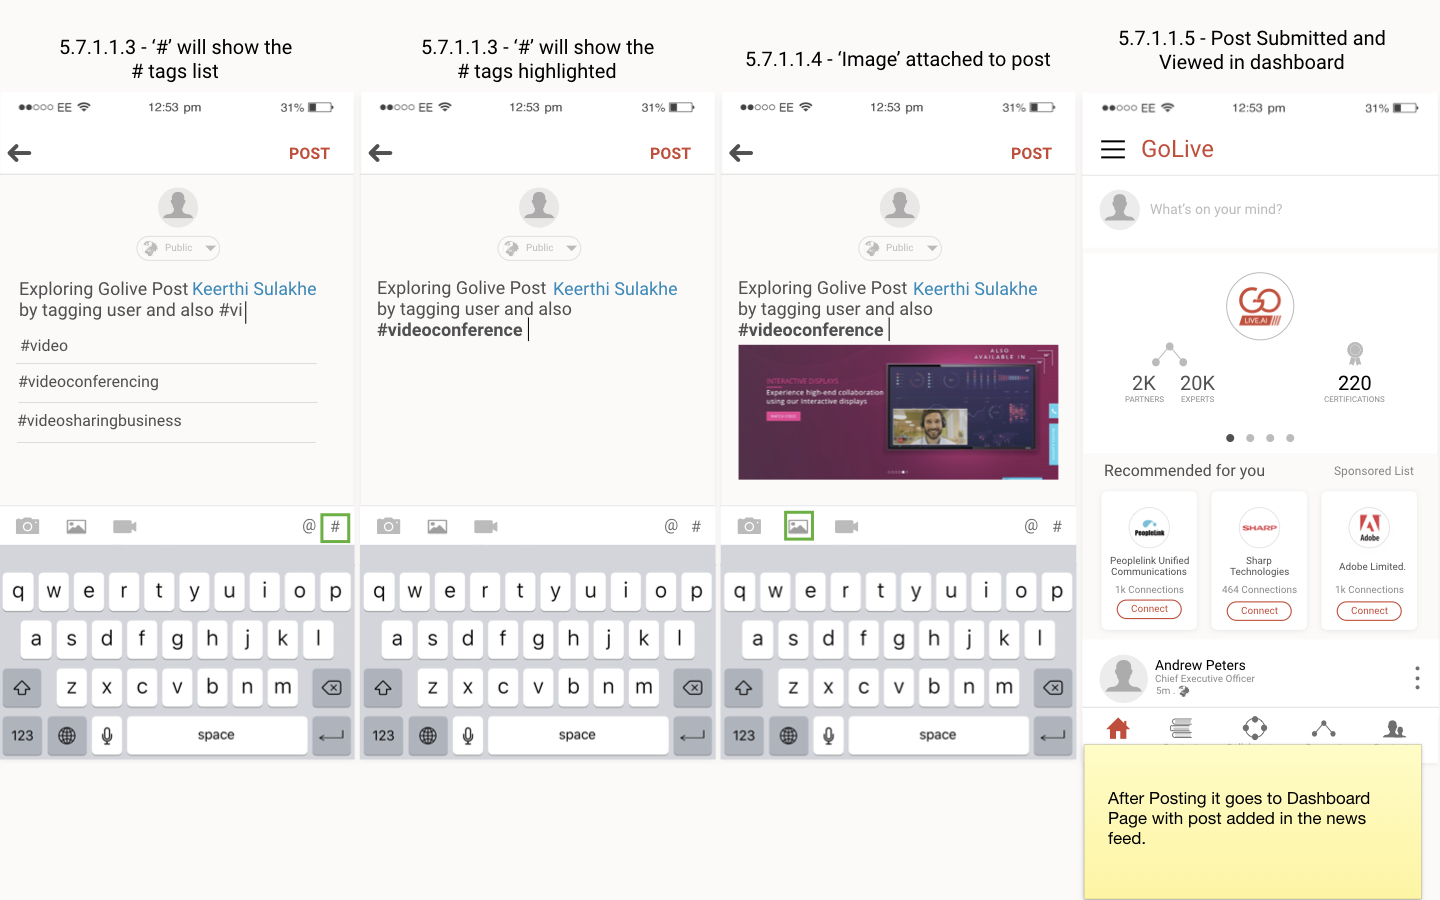 5.7.1.1.3 - ‘#’ will show the
# tags list
EE
12:53 pm
31%
POST
Public
Exploring Golive Post Keerthi Sulakhe
by tagging user and also #vi
#video
#videoconferencing
#videosharingbusiness
@ #
q w e r t y u i o p
a s d f g h j k l
z x c v b n m
123 space
5.7.1.1.3 - ‘#’ will show the
# tags highlighted
EE
12:53 pm
31%
POST
Public
Exploring Golive Post Keerthi Sulakhe
by tagging user and also
#videoconference
@ #
q w e r t y u i o p
a s d f g h j k l
z x c v b n m
123 space
5.7.1.1.4 - ‘Image’ attached to post
EE
12:53 pm
31%
POST
Public
Exploring Golive Post Keerthi Sulakhe
by tagging user and also
#videoconference
ALSO
AVAILABLE IN
INTERACTIVE DISPLAYS
Experience high-end collaboration
using our Interactive displays
@ #
q w e r t y u i o p
a s d f g h j k l
z x c v b n m
123 space
5.7.1.1.5 - Post Submitted and
Viewed in dashboard
EE
12:53 pm
31%
GoLive
What’s on your mind?
GO
LIVE.AI
2K 20K 220
PARTNERS EXPERTS CERTIFICATIONS
Recommended for you Sponsored List
PeopleLink
Peoplelink Unified
Communications
1k Connections
Connect
SHARP
Sharp
Technologies
464 Connections
Connect
Adobe
Adobe Limited.
1k Connections
Connect
Andrew Peters
Chief Executive Officer
5m .
After Posting it goes to Dashboard
Page with post added in the news
feed.